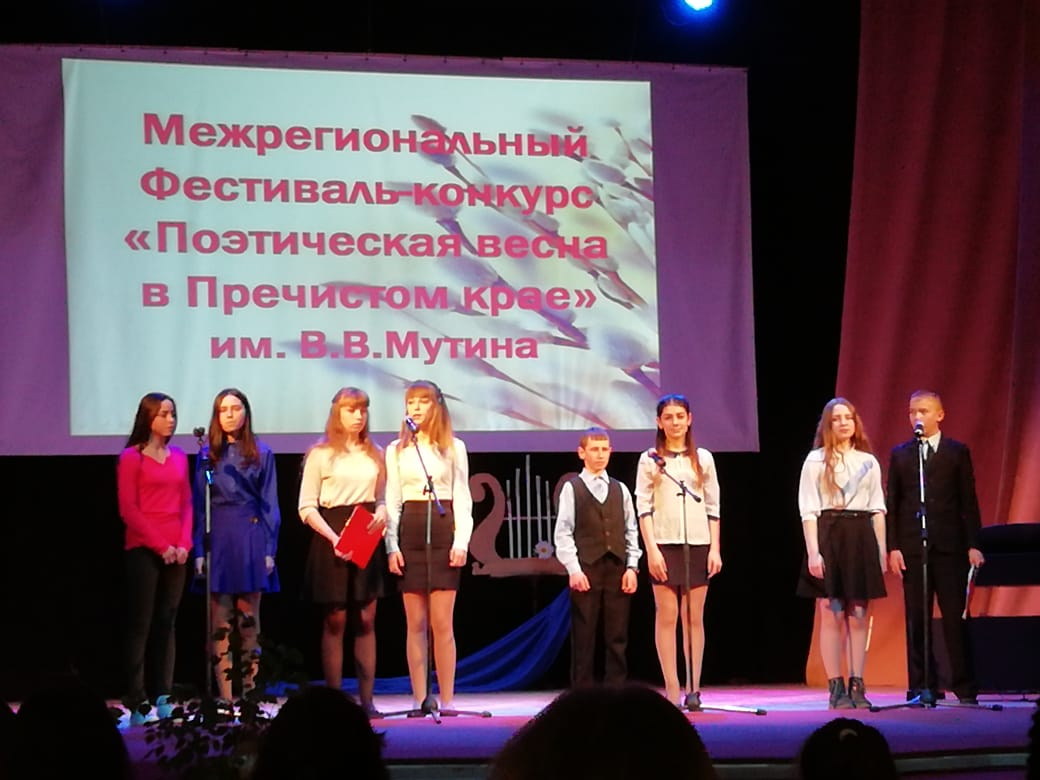 Межрегиональный
Фестиваль-конкурс
«Поэтическая весна
в Пречистом крае»
им. В.В.Мутина